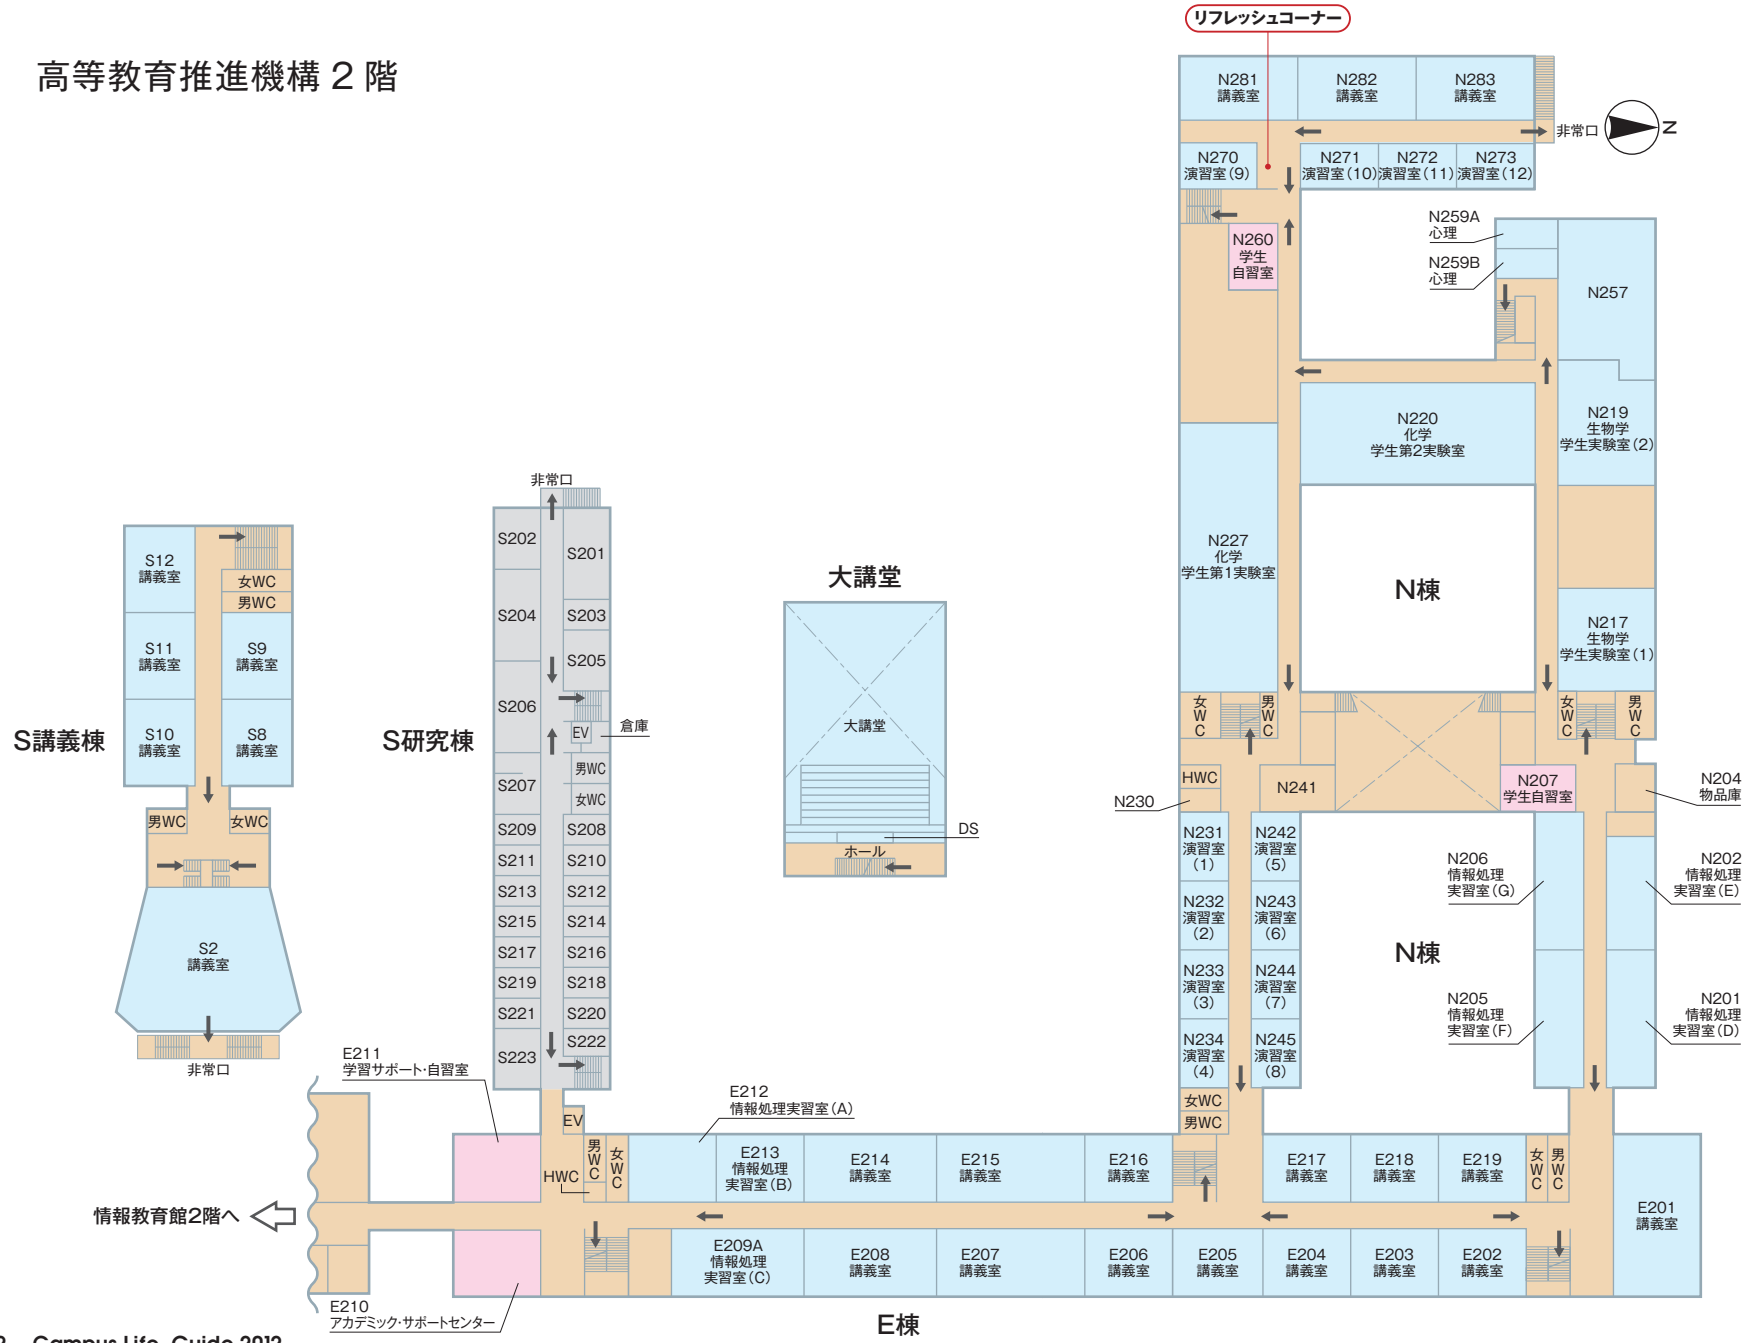 高等教育推進機構 2 階
リフレッシュコーナー
N281
講義室
N282
講義室
N283
講義室
非常口
N
N270
演習室(9)
N271
演習室(10)
N272
演習室(11)
N273
演習室(12)
N260
学生
自習室
N259A
心理
N259B
心理
N257
N220
化学
学生第2実験室
N219
生物学
学生実験室(2)
N227
化学
学生第1実験室
N棟
N217
生物学
学生実験室(1)
女WC
男WC
女WC
男WC
HWC
N230
N241
N207
学生自習室
N204
物品庫
N231
演習室
(1)
N242
演習室
(5)
N232
演習室
(2)
N243
演習室
(6)
N233
演習室
(3)
N244
演習室
(7)
N234
演習室
(4)
N245
演習室
(8)
N棟
N206
情報処理
実習室(G)
N202
情報処理
実習室(E)
N205
情報処理
実習室(F)
N201
情報処理
実習室(D)
女WC
男WC
S講義棟
S12
講義室
女WC
男WC
S11
講義室
S9
講義室
S10
講義室
S8
講義室
男WC
女WC
S2
講義室
非常口
S研究棟
非常口
S202
S201
S204
S203
S205
S206
EV
倉庫
男WC
S207
女WC
S209
S208
S211
S210
S213
S212
S215
S214
S217
S216
S219
S218
S221
S220
S223
S222
大講堂
大講堂
DS
ホール
E211
学習サポート・自習室
EV
男WC
女WC
HWC
E212
情報処理実習室(A)
E213
情報処理
実習室(B)
E214
講義室
E215
講義室
E216
講義室
E217
講義室
E218
講義室
E219
講義室
女WC
男WC
E201
講義室
情報教育館2階へ
E209A
情報処理
実習室(C)
E208
講義室
E207
講義室
E206
講義室
E205
講義室
E204
講義室
E203
講義室
E202
講義室
E210
アカデミック・サポートセンター
E棟
Campus Life Guide 2012